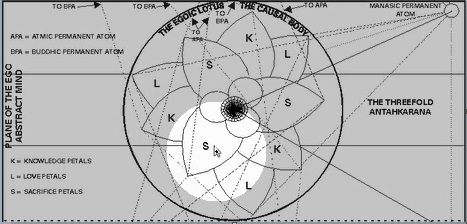 TO BPA
TO BPA
THE EGOIC LOTUS
THE CAUSAL BODY
TO APA
MANASIC PERMANENT
ATOM
TO
APA
TO
BPA
APA = ATMIC PERMANENT ATOM
BPA = BUDDHIC PERMANENT ATOM
PLANE OF THE EGO
ABSTRACT MIND
K
L
S
L
S
K
K
S
L
THE THREEFOLD
ANTAHKARANA
K = KNOWLEDGE PETALS
L = LOVE PETALS
S = SACRIFICE PETALS